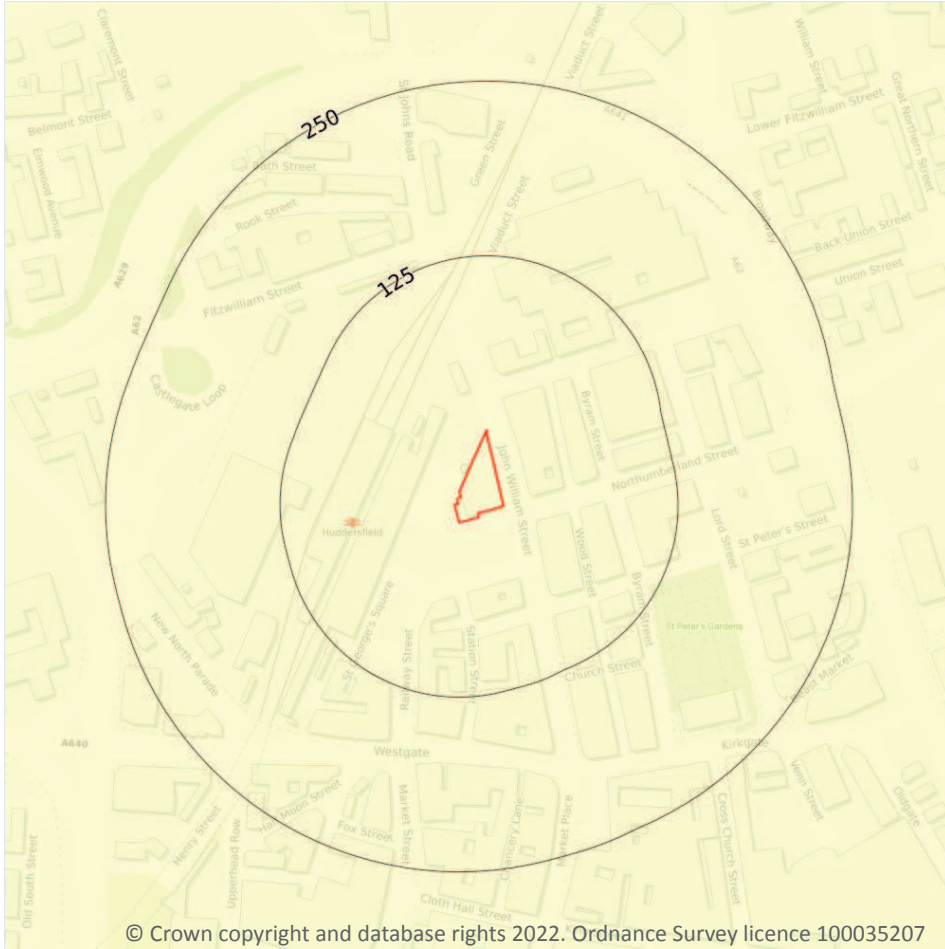 Claremont Street
Viaduct Street
William Street
Great Northern Street
Belmont Street
250
St Johns Road
A641
Lower Fitzwilliam Street
Elmwood Avenue
Bath Street
Green Street
Rook Street
Viaduct Street
Broadway
Back Union Street
A629
125
A62
Union Street
Fitzwilliam Street
A62
Castlegate Loop
Byram Street
John William Street
Northumberland Street
Huddersfield
Wood Street
Lord Street
St Peter's Street
St George's Square
Byram Street
New North Parade
Railway Street
Station Street
St Peter's Gardens
Church Street
East Market
A640
Westgate
Kirkgate
Venn Street
Oldgate
Half Moon Street
Henry Street
Fox Street
Market Street
Chancery Lane
Market Place
Cross Church Street
Old South Street
Upperhead Row
Cloth Hall Street
© Crown copyright and database rights 2022. Ordnance Survey licence 100035207